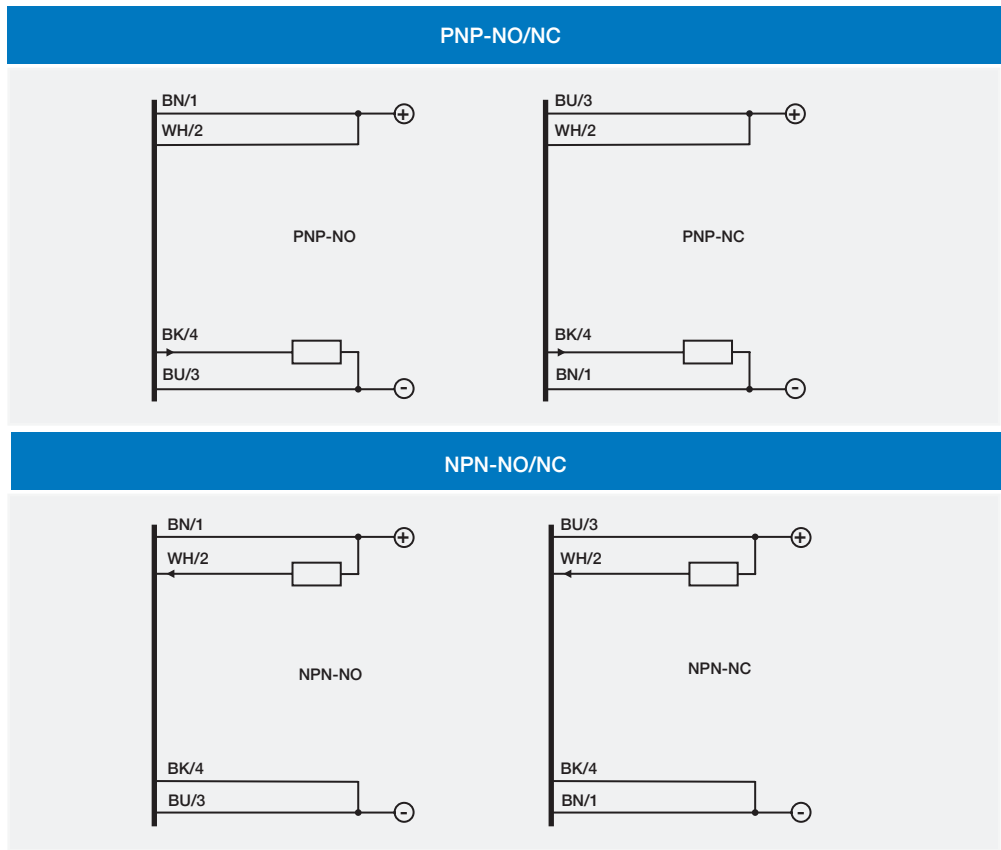 PNP-NO/NC
BN/1
WH/2
+
PNP-NO
BK/4
BU/3
-
BU/3
WH/2
+
PNP-NC
BK/4
BN/1
-
NPN-NO/NC
BN/1
WH/2
+
NPN-NO
BK/4
BU/3
-
BU/3
WH/2
+
NPN-NC
BK/4
BN/1
-